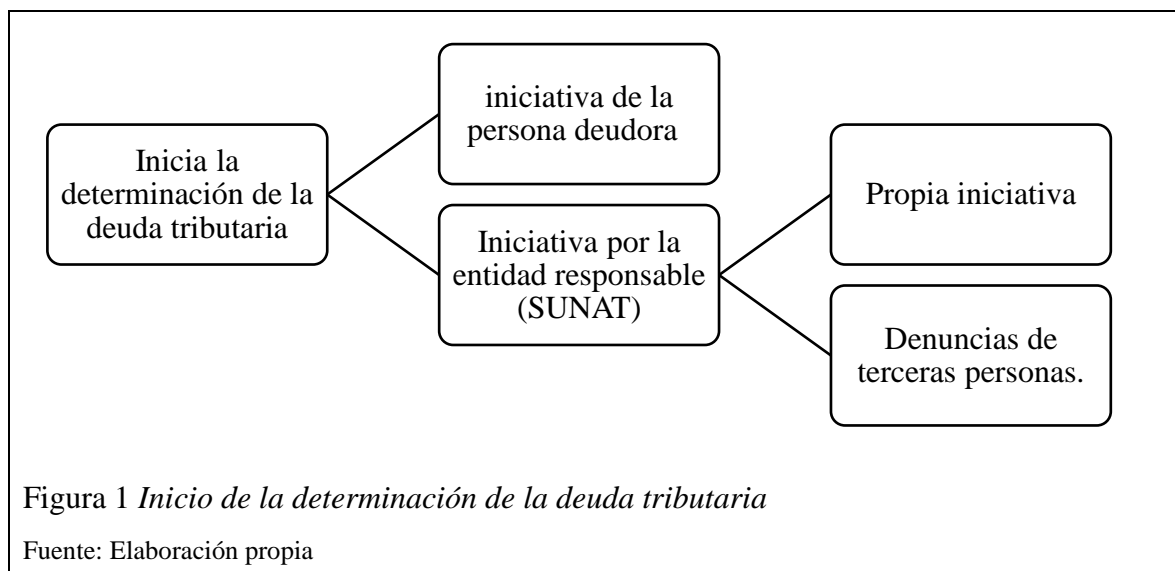 Inicia la
determinación de la
deuda tributaria
iniciativa de la
persona deudora
Iniciativa por la
entidad responsable
(SUNAT)
Propia iniciativa
Denuncias de
terceras personas.
Figura 1 Inicio de la determinación de la deuda tributaria
Fuente: Elaboración propia